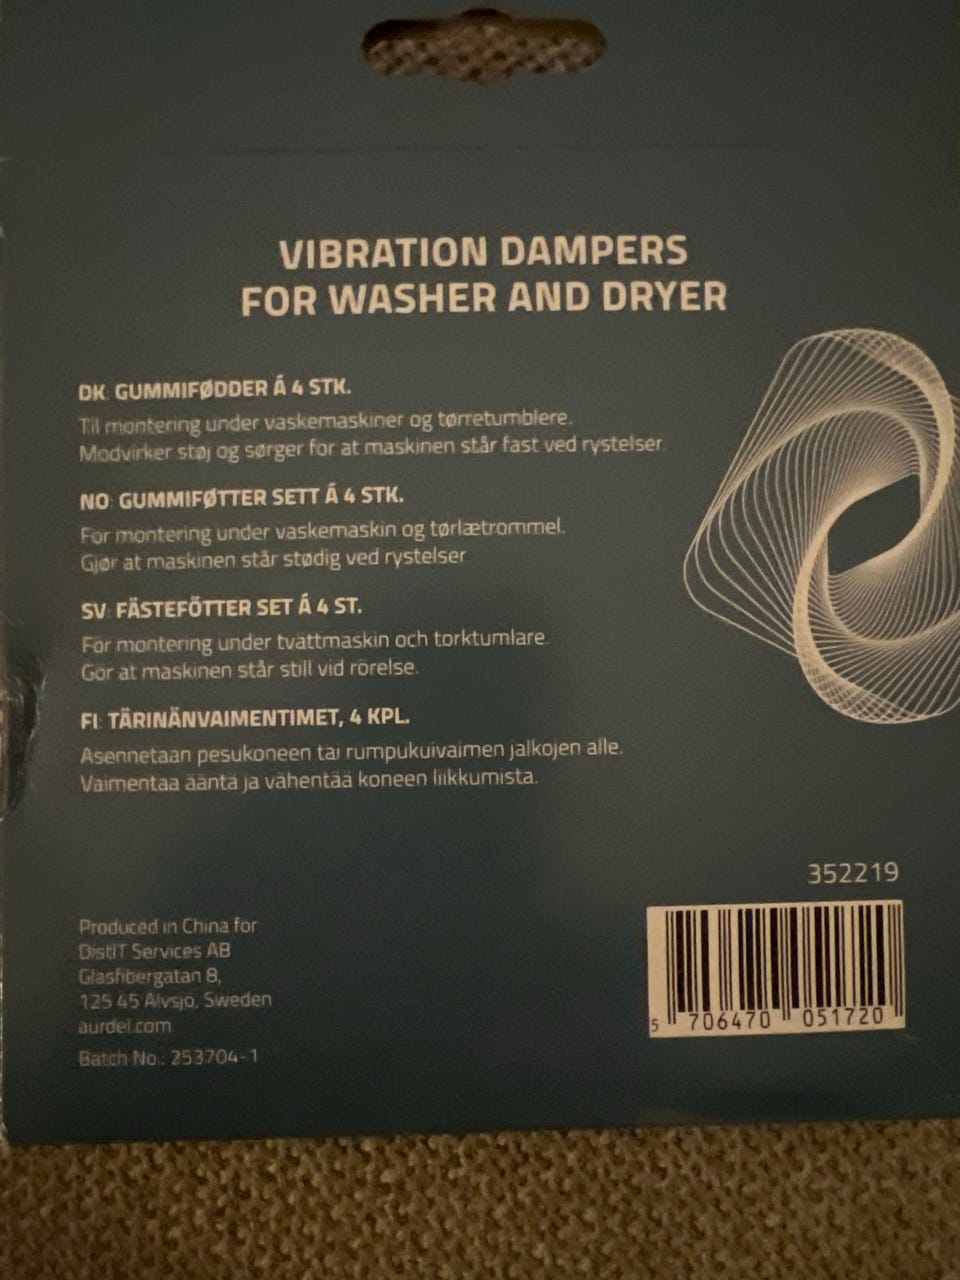 VIBRATION DAMPERS
FOR WASHER AND DRYER
DK: GUMMIFØDDER Á 4 STK.
Til montering under vaskemaskiner og tørretumblere.
Modvirker støj og sørger for at maskinen står fast ved rystelser.
NO: GUMMIFØTTER SETT Á 4 STK.
For montering under vaskemaskin og tørlætrommel.
Gjør at maskinen står stødig ved rystelser
SV: FÄSTEFÖTTER SET Á 4 ST.
För montering under tvättmaskin och torktumlare.
Gör at maskinen står still vid rörelse.
FI: TÄRINÄNVAIMENTIMET, 4 KPL.
Asennetaan pesukoneen tai rumpukuivaimen jalkojen alle.
Vaimentaa ääntä ja vähentää koneen liikkumista.
352219
Produced in China for
DistIT Services AB
Glasfibergatan 8,
125 45 Älvsjö, Sweden
aurdel.com
Batch No.: 253704-1
5 706470 051720